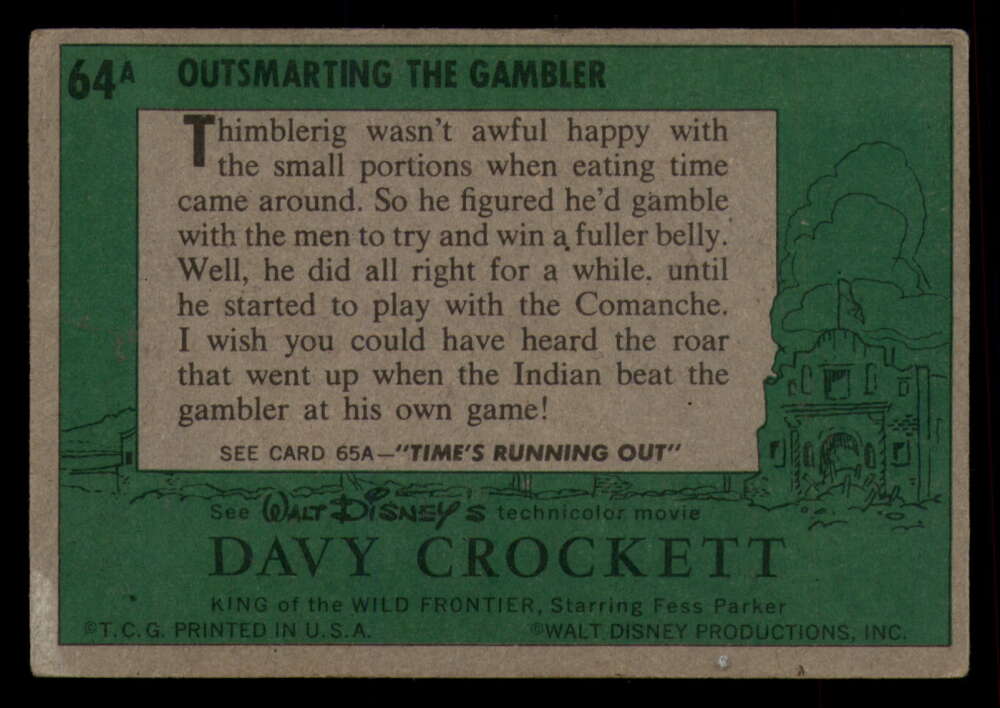 64A OUTSMARTING THE GAMBLER
Thimblerig wasn't awful happy with
the small portions when eating time
came around. So he figured he'd gamble
with the men to try and win a fuller belly.
Well, he did all right for a while. until
he started to play with the Comanche.
I wish you could have heard the roar
that went up when the Indian beat the
gambler at his own game!
SEE CARD 65A—"TIME'S RUNNING OUT"
See WALT DISNEY'S technicolor movie
DAVY CROCKETT
KING of the WILD FRONTIER, Starring Fess Parker
©T.C.G. PRINTED IN U.S.A. ©WALT DISNEY PRODUCTIONS, INC.